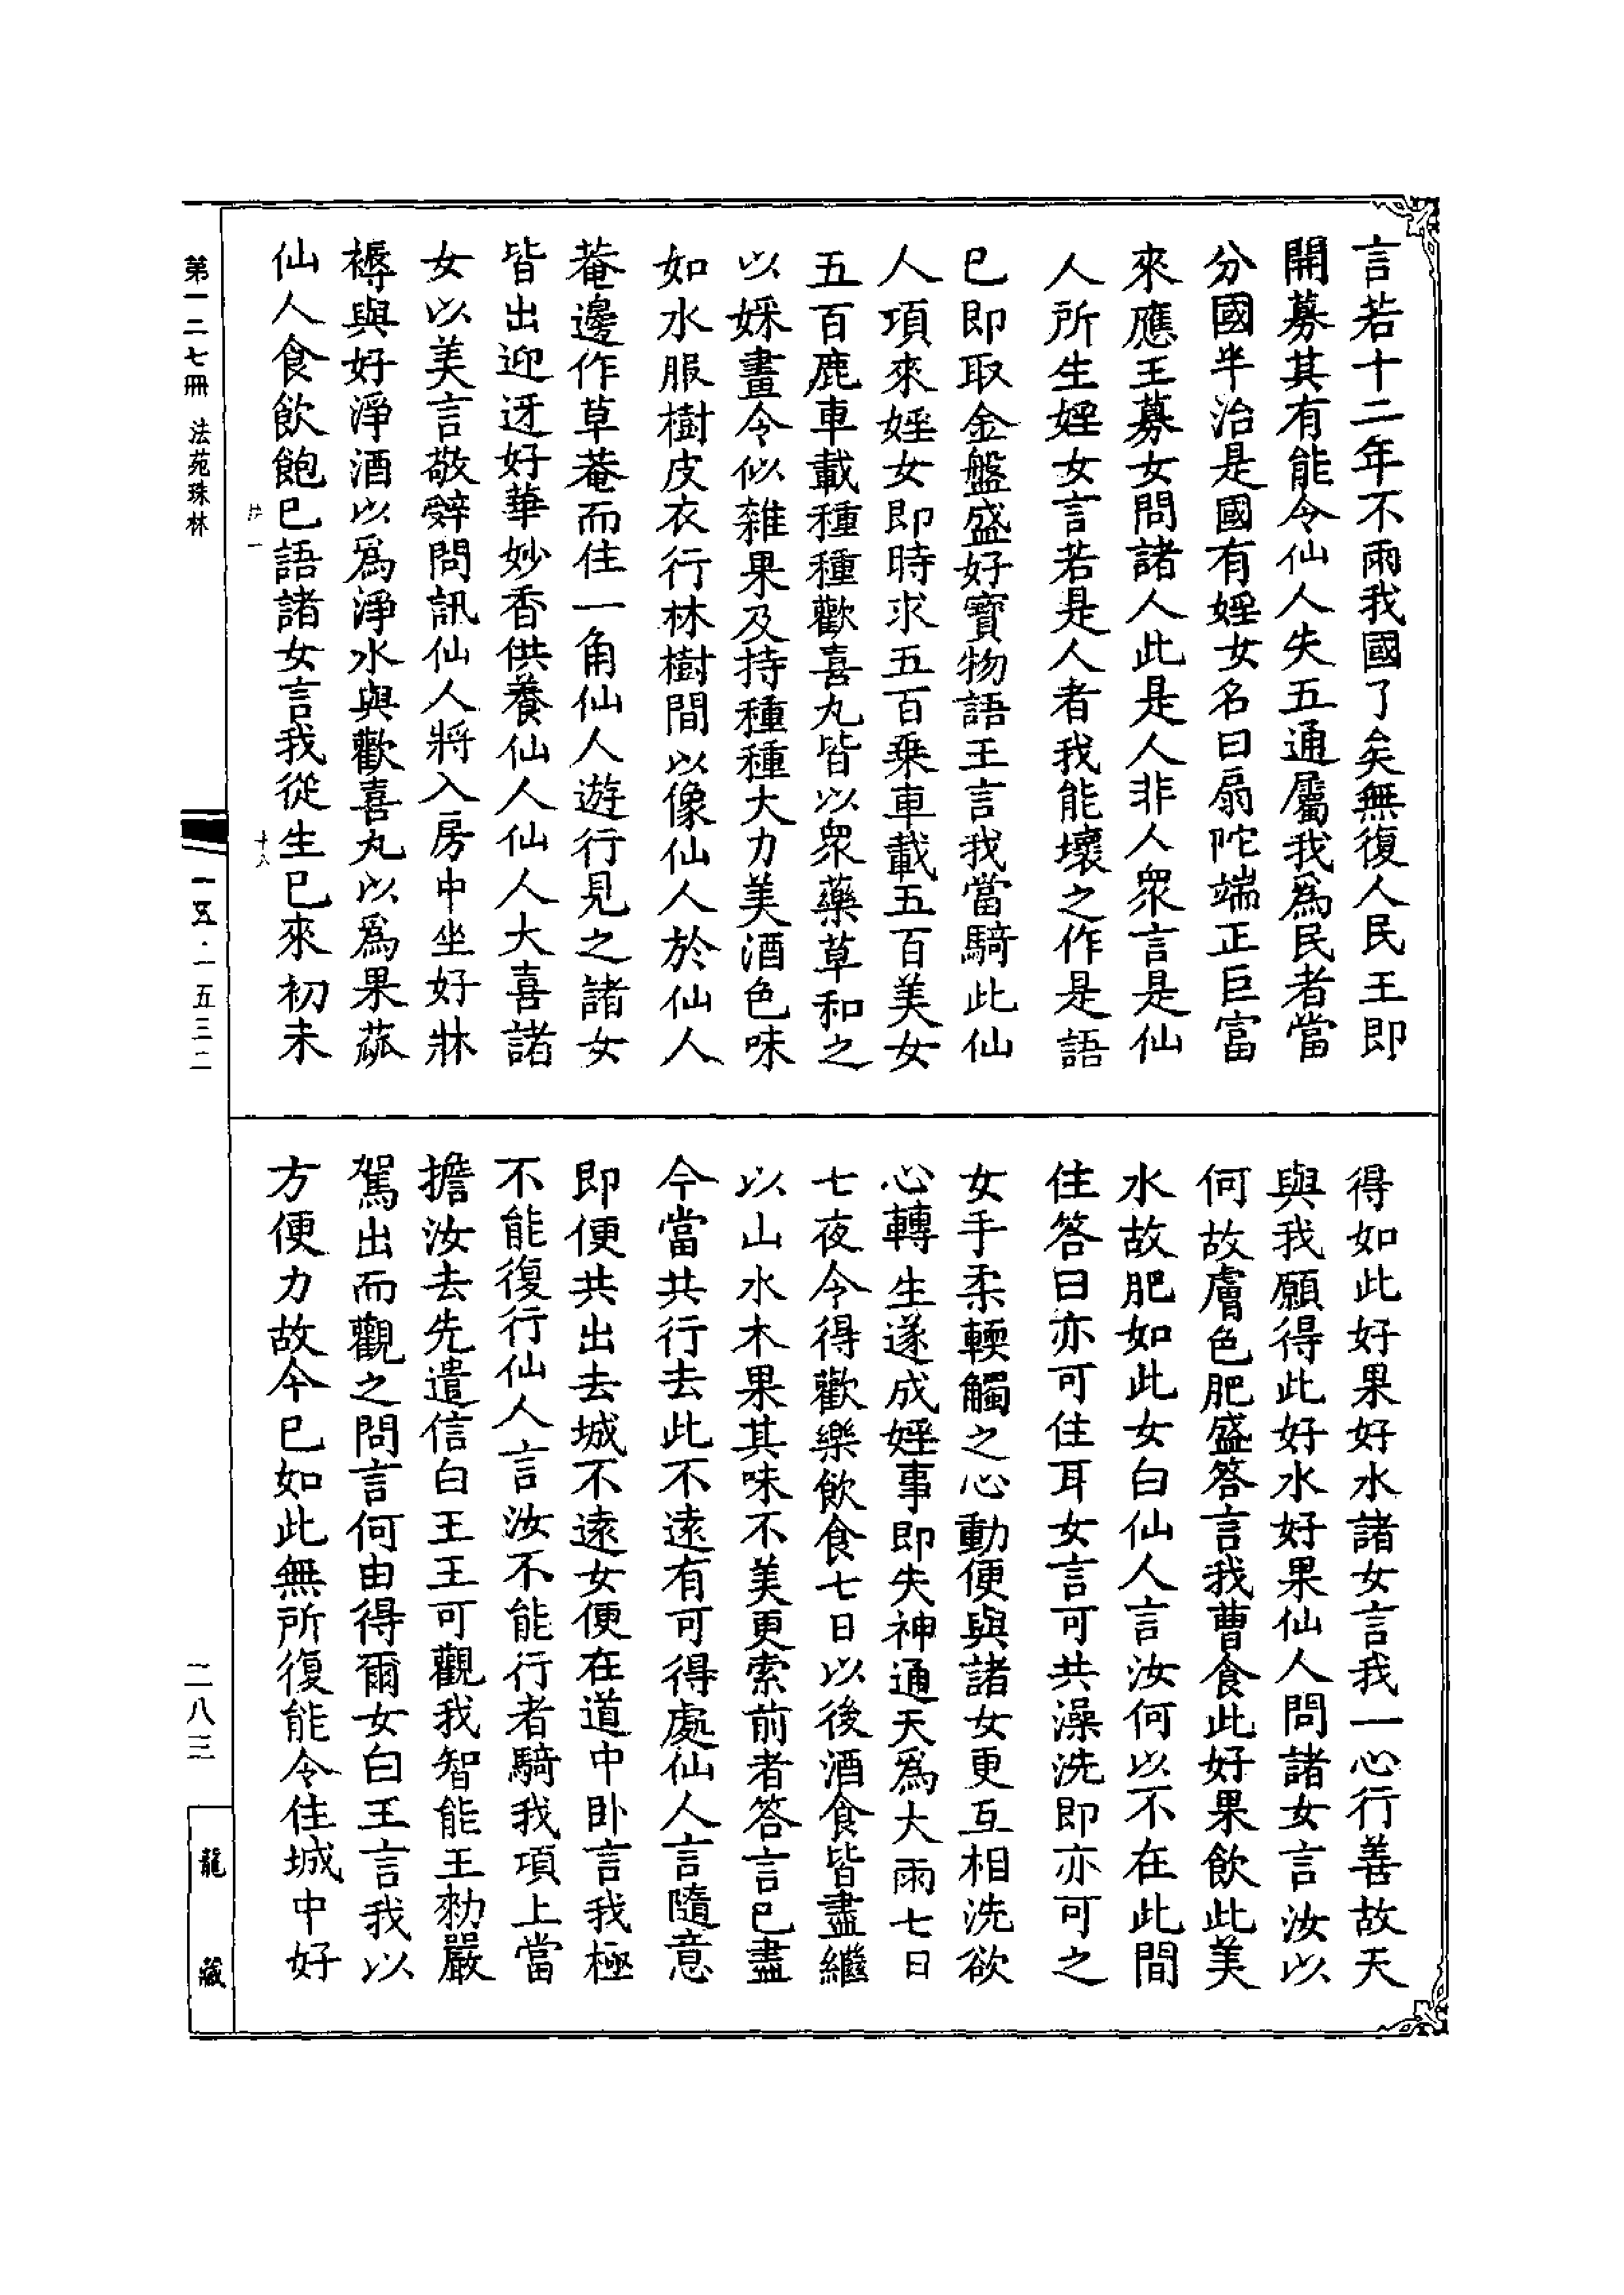 言若十二年不雨我國了矣無復人民王即
開募其有能令仙人失五通屬我爲民者當
分國半治是國有婬女名曰扇陀端正巨富
來應王募女問諸人此是人非人眾言是仙
人所生婬女言若是人者我能壞之作是語
已即取金盤盛好寶物語王言我當騎此仙
人項來婬女即時求五百乗車載五百美女
五百鹿車載種種歡喜丸皆以眾藥草和之
以婇畫令似雜果及持種種大力美酒色味
如水服樹皮衣行林樹間以像仙人於仙人
菴邊作草菴而住一角仙人遊行見之諸女
皆出迎迓好華妙香供養仙人仙人大喜諸
女以美言敬辤問訊仙人將入房中坐好牀
褥與好淨酒以爲淨水與歡喜丸以爲果蓏
仙人食飲飽已語諸女言我從生已來初未
得如此好果好水諸女言我一心行善故天
與我願得此好水好果仙人問諸女言汝以
何故膚色肥盛答言我曹食此好果飲此美
水故肥如此女白仙人言汝何以不在此間
住答曰亦可住耳女言可共澡洗即亦可之
女手柔輭觸之心動便與諸女更互相洗欲
心轉生遂成婬事即失神通天爲大雨七日
七夜令得歡樂飲食七日以後酒食皆盡繼
以山水木果其味不美更索前者答言已盡
今當共行去此不遠有可得處仙人言隨意
即便共出去城不遠女便在道中卧言我極
不能復行仙人言汝不能行者騎我項上當
擔汝去先遣信白王王可觀我智能王勑嚴
駕出而觀之問言何由得爾女白王言我以
方便力故今已如此無所復能令住城中好
第一二七冊 法苑珠林
一五·一五三二
二八三
龍藏